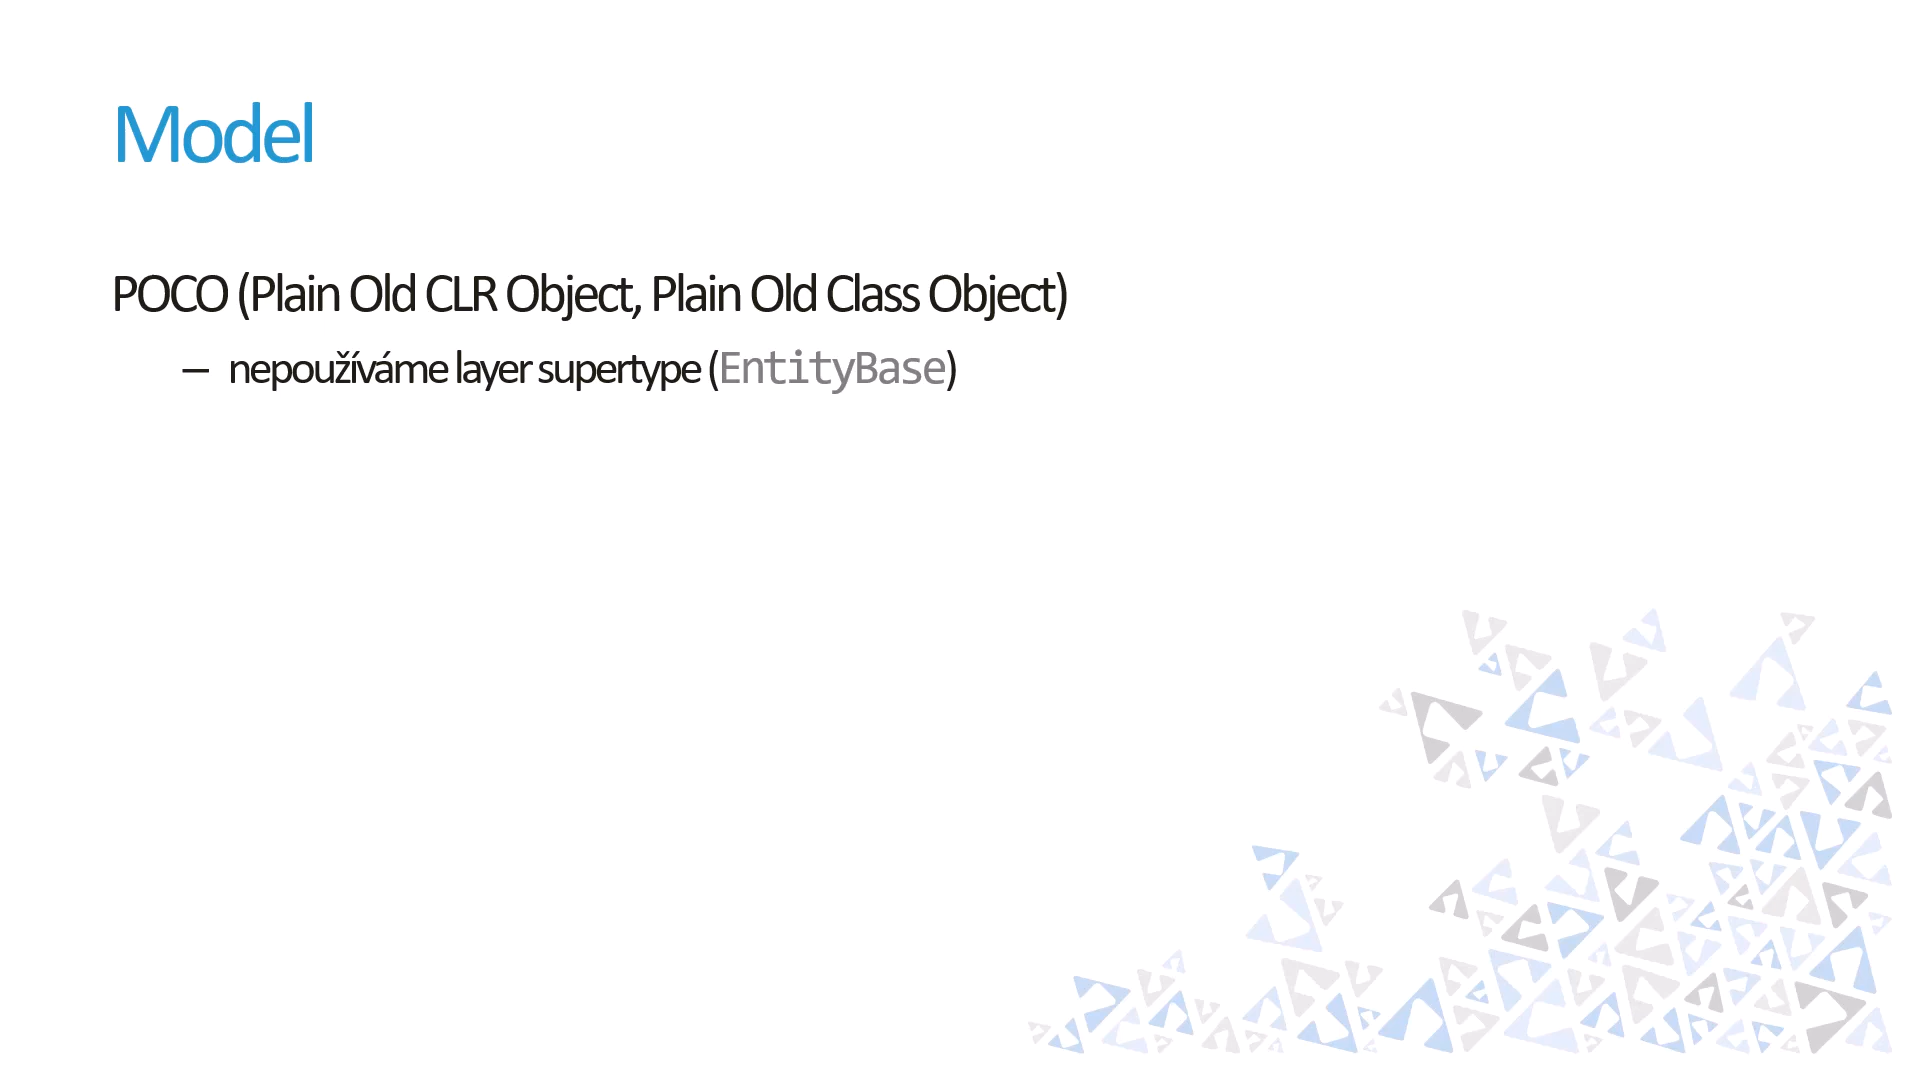 Model
POCO (Plain Old CLR Object, Plain Old Class Object)
– nepoužíváme layer supertype (EntityBase)